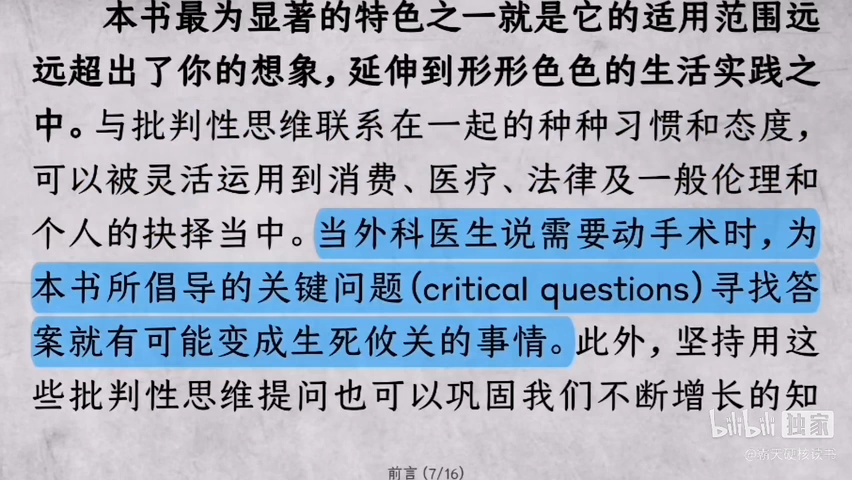 本书最为显著的特色之一就是它的适用范围远
远超出了你的想象，延伸到形形色色的生活实践之
中。与批判性思维联系在一起的种种习惯和态度，
可以被灵活运用到消费、医疗、法律及一般伦理和
个人的抉择当中。当外科医生说需要动手术时，为
本书所倡导的关键问题（critical questions）寻找答
案就有可能变成生死攸关的事情。此外，坚持用这
些批判性思维提问也可以巩固我们不断增长的知
bilibili 独家
@霸天硬核读书
前言（7/16）